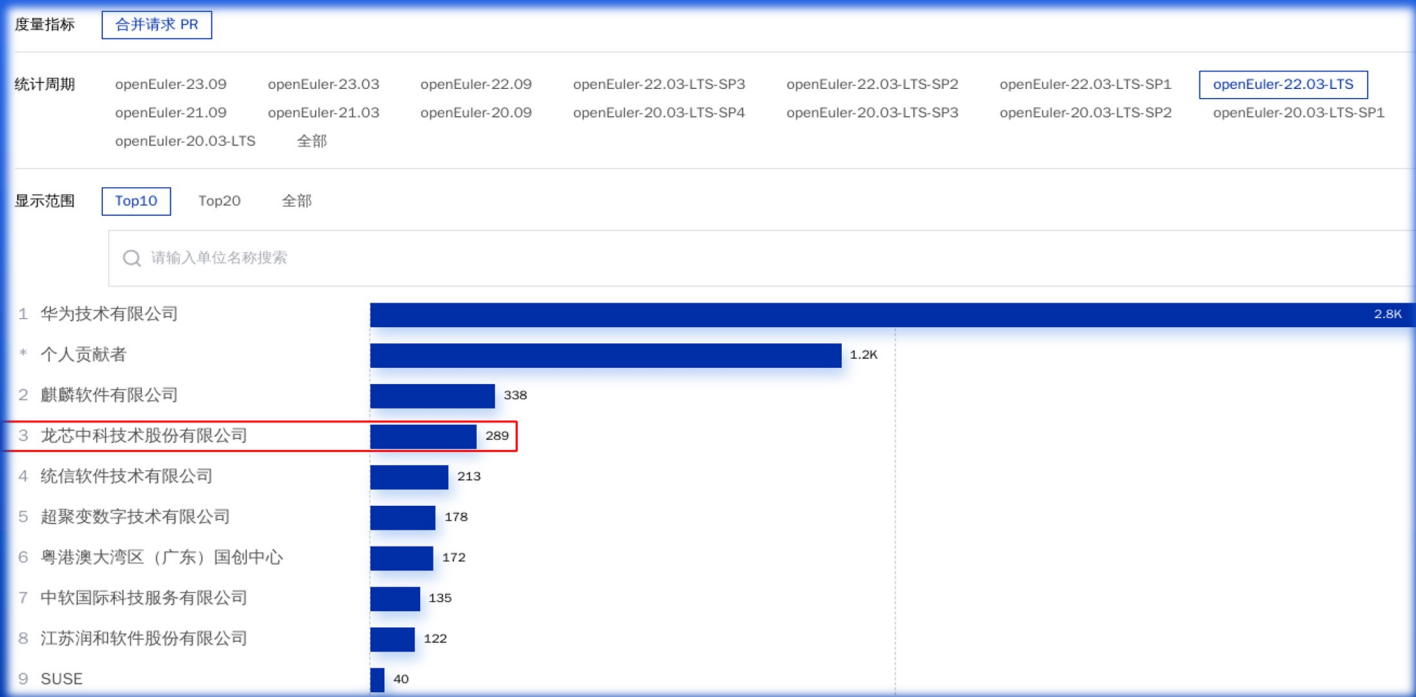 度量指标 合并请求 PR
统计周期 openEuler-23.09 openEuler-23.03 openEuler-22.09 openEuler-22.03-LTS-SP3 openEuler-22.03-LTS-SP2 openEuler-22.03-LTS-SP1 openEuler-22.03-LTS
openEuler-21.09 openEuler-21.03 openEuler-20.09 openEuler-20.03-LTS-SP4 openEuler-20.03-LTS-SP3 openEuler-20.03-LTS-SP2 openEuler-20.03-LTS-SP1
openEuler-20.03-LTS 全部
显示范围 Top10 Top20 全部
请输入单位名称搜索
1 华为技术有限公司 2.8K
* 个人贡献者 1.2K
2 麒麟软件有限公司 338
3 龙芯中科技术股份有限公司 289
4 统信软件技术有限公司 213
5 超聚变数字技术有限公司 178
6 粤港澳大湾区（广东）国创中心 172
7 中软国际科技服务有限公司 135
8 江苏润和软件股份有限公司 122
9 SUSE 40